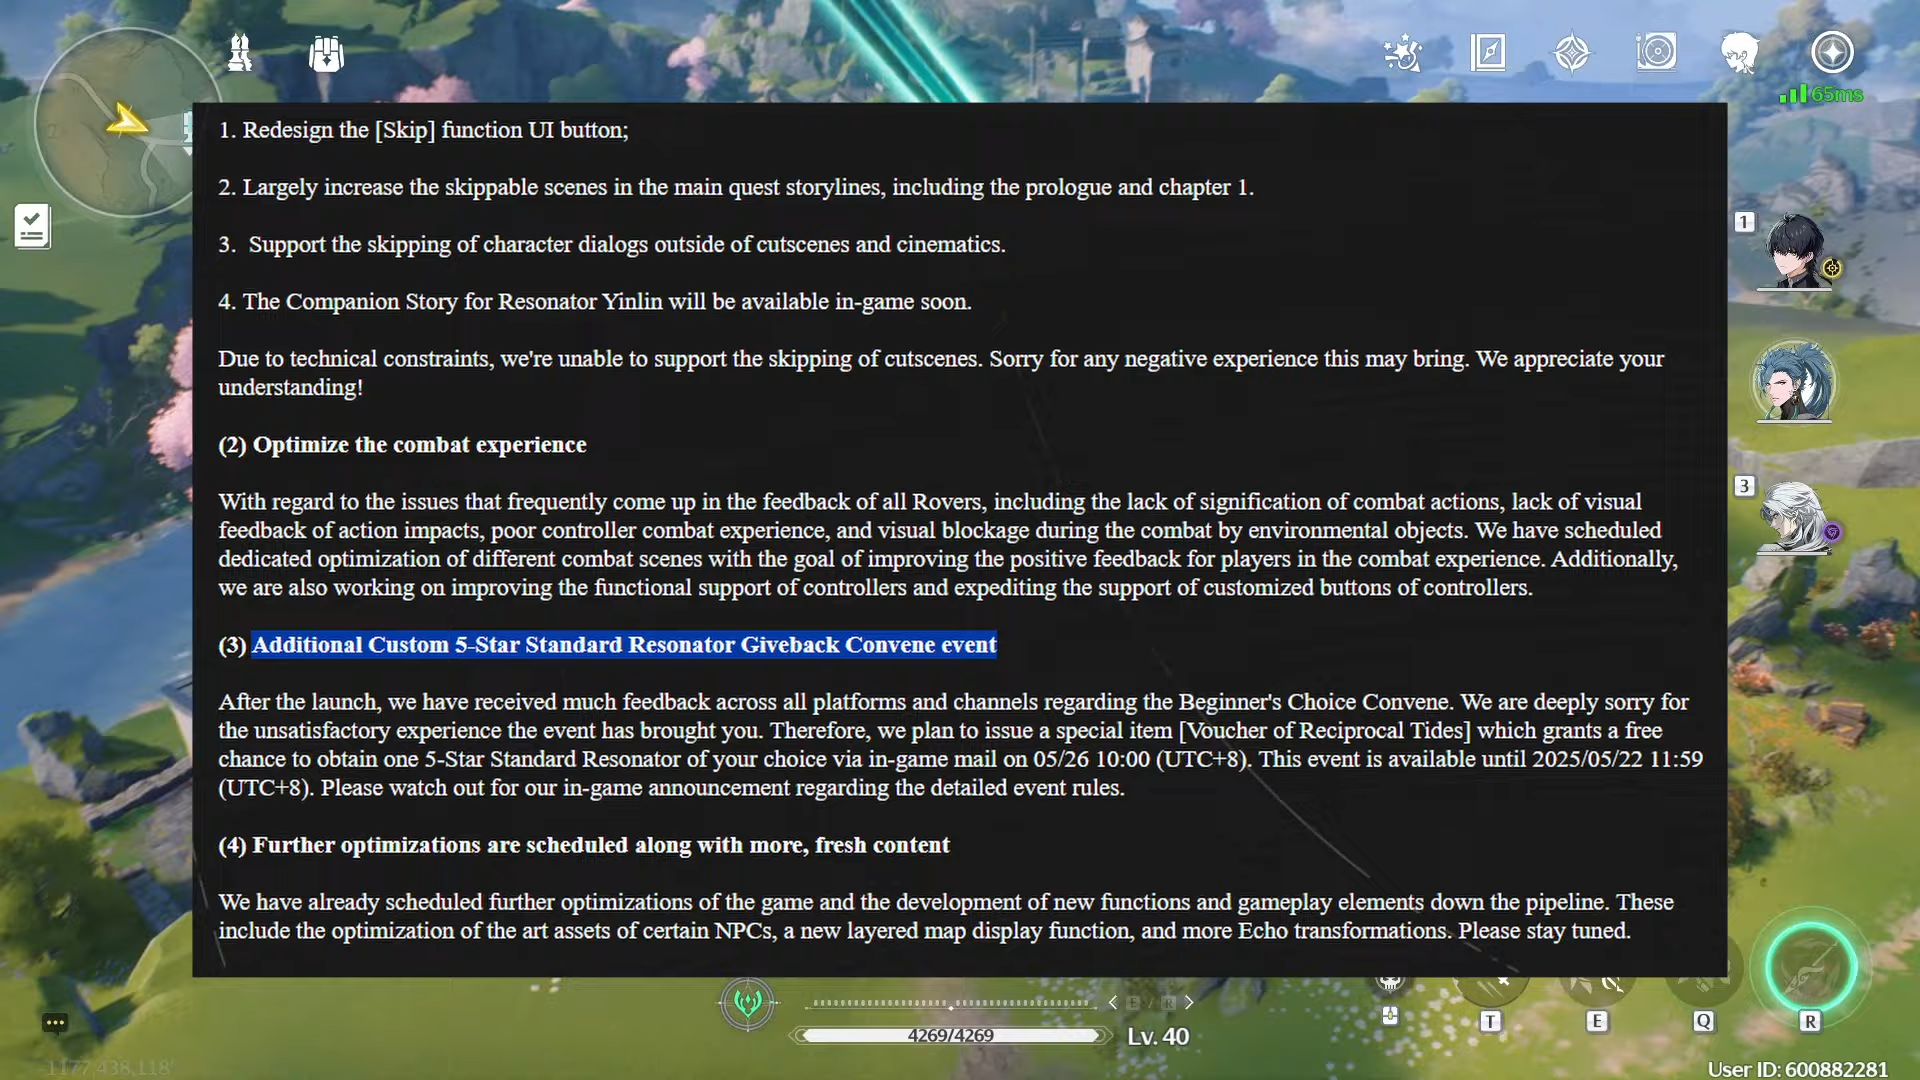 65ms
1. Redesign the [Skip] function UI button;
2. Largely increase the skippable scenes in the main quest storylines, including the prologue and chapter 1.
3.  Support the skipping of character dialogs outside of cutscenes and cinematics.
4. The Companion Story for Resonator Yinlin will be available in-game soon.
Due to technical constraints, we're unable to support the skipping of cutscenes. Sorry for any negative experience this may bring. We appreciate your
understanding!
(2) Optimize the combat experience
With regard to the issues that frequently come up in the feedback of all Rovers, including the lack of signification of combat actions, lack of visual
feedback of action impacts, poor controller combat experience, and visual blockage during the combat by environmental objects. We have scheduled
dedicated optimization of different combat scenes with the goal of improving the positive feedback for players in the combat experience. Additionally,
we are also working on improving the functional support of controllers and expediting the support of customized buttons of controllers.
(3) Additional Custom 5-Star Standard Resonator Giveback Convene event
After the launch, we have received much feedback across all platforms and channels regarding the Beginner's Choice Convene. We are deeply sorry for
the unsatisfactory experience the event has brought you. Therefore, we plan to issue a special item [Voucher of Reciprocal Tides] which grants a free
chance to obtain one 5-Star Standard Resonator of your choice via in-game mail on 05/26 10:00 (UTC+8). This event is available until 2025/05/22 11:59
(UTC+8). Please watch out for our in-game announcement regarding the detailed event rules.
(4) Further optimizations are scheduled along with more, fresh content
We have already scheduled further optimizations of the game and the development of new functions and gameplay elements down the pipeline. These
include the optimization of the art assets of certain NPCs, a new layered map display function, and more Echo transformations. Please stay tuned.
1
3
E / R
4269/4269
Lv. 40
T
E
Q
R
User ID: 600882281